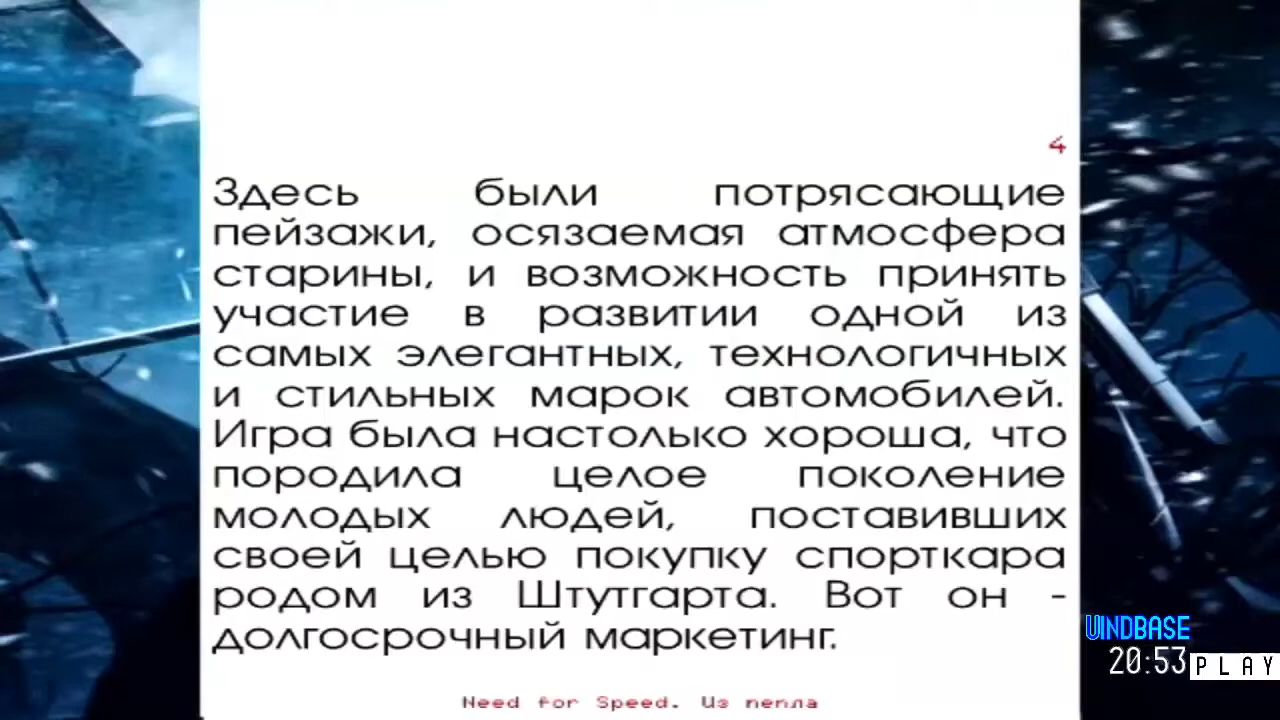 4
Здесь были потрясающие
пейзажи, осязаемая атмосфера
старины, и возможность принять
участие в развитии одной из
самых элегантных, технологичных
и стильных марок автомобилей.
Игра была настолько хороша, что
породила целое поколение
молодых людей, поставивших
своей целью покупку спорткара
родом из Штутгарта. Вот он -
долгосрочный маркетинг.
UINDBASE
20:53
PLAY
Need for Speed. Из пепла